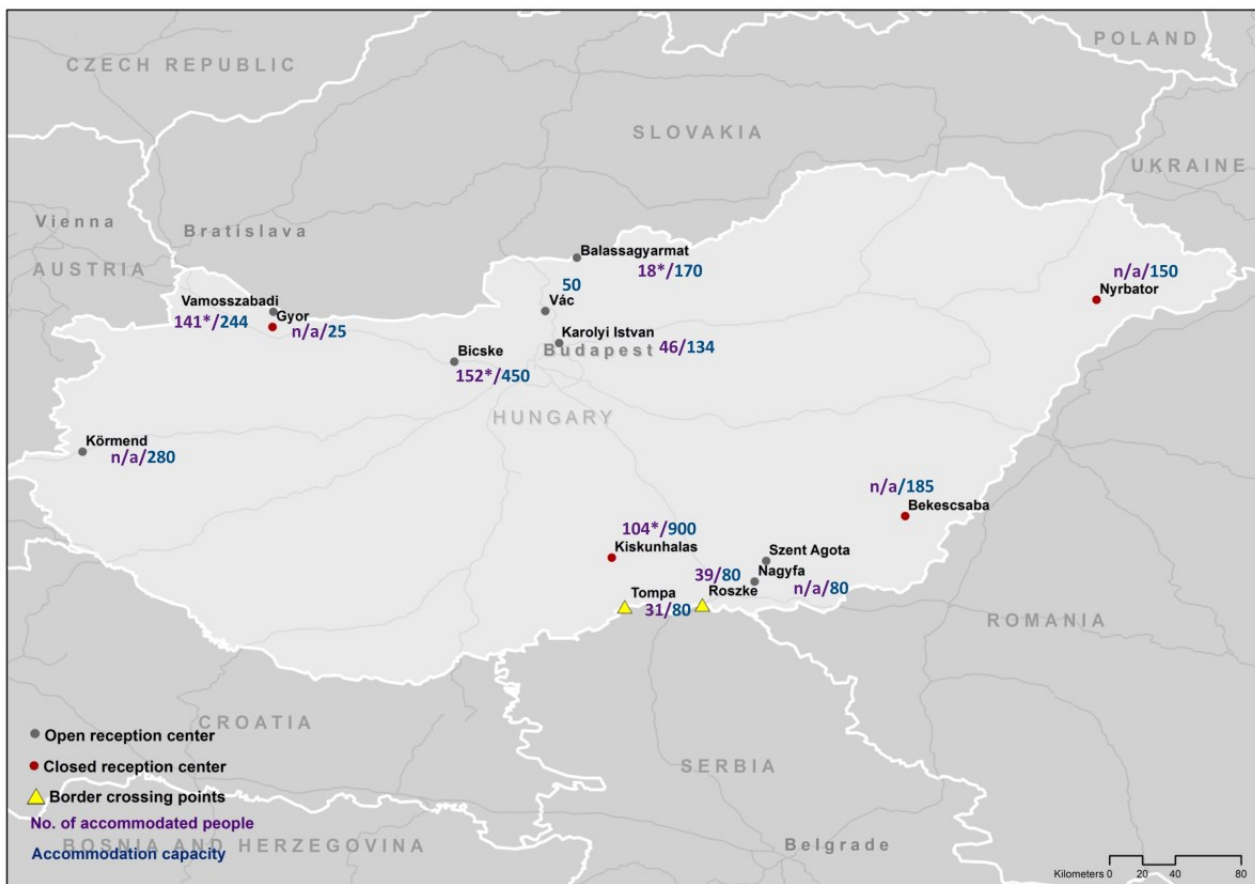 POLAND
CZECH REPUBLIC
SLOVAKIA
UKRAINE
Vienna
Bratislava
AUSTRIA
Balassagyarmat
18*/170
n/a/150
Nyrbator
50
Vác
Vamosszabadi
141*/244
Gyor
n/a/25
Karolyi Istvan
46/134
Budapest
Bicske
152*/450
HUNGARY
Körmend
n/a/280
n/a/185
Bekescsaba
104*/900
Kiskunhalas
Szent Agota
39/80
Nagyfa
n/a/80
Tompa
31/80
Roszke
ROMANIA
CROATIA
SERBIA
Open reception center
Closed reception center
Border crossing points
No. of accommodated people
BOSNIA AND HERZEGOVINA
Accommodation capacity
Belgrade
Kilometers 0 20 40 80